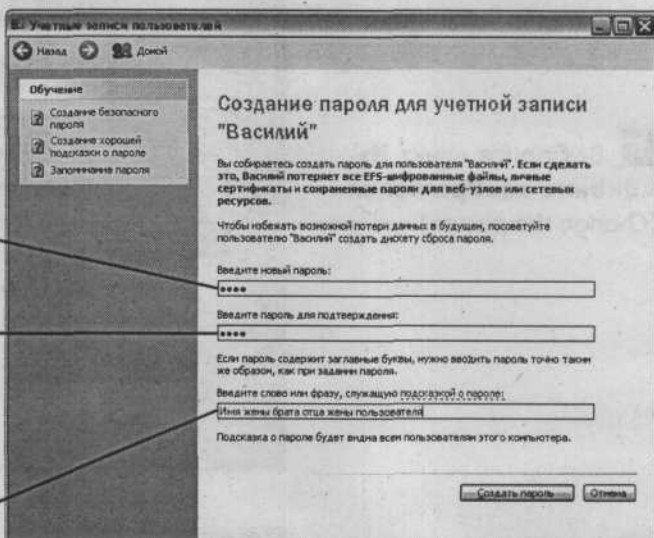 Учетные записи пользователей
Назад
Домой
Обучение
Создание безопасного
пароля
Создание хорошей
подсказки о пароле
Запоминание пароля
Создание пароля для учетной записи
"Василий"
Вы собираетесь создать пароль для пользователя "Василий". Если сделать
это, Василий потеряет все EFS-шифрованные файлы, личные
сертификаты и сохраненные пароли для веб-узлов или сетевых
ресурсов.
Чтобы избежать возможной потери данных в будущем, посоветуйте
пользователю "Василий" создать дискету сброса пароля.
Введите новый пароль:
••••
Введите пароль для подтверждения:
••••
Если пароль содержит заглавные буквы, нужно вводить пароль точно таким
же образом, как при задании пароля.
Введите слово или фразу, служащую подсказкой о пароле:
Имя жены брата отца жены пользователя
Подсказка о пароле будет видна всем пользователям этого компьютера.
Создать пароль
Отмена